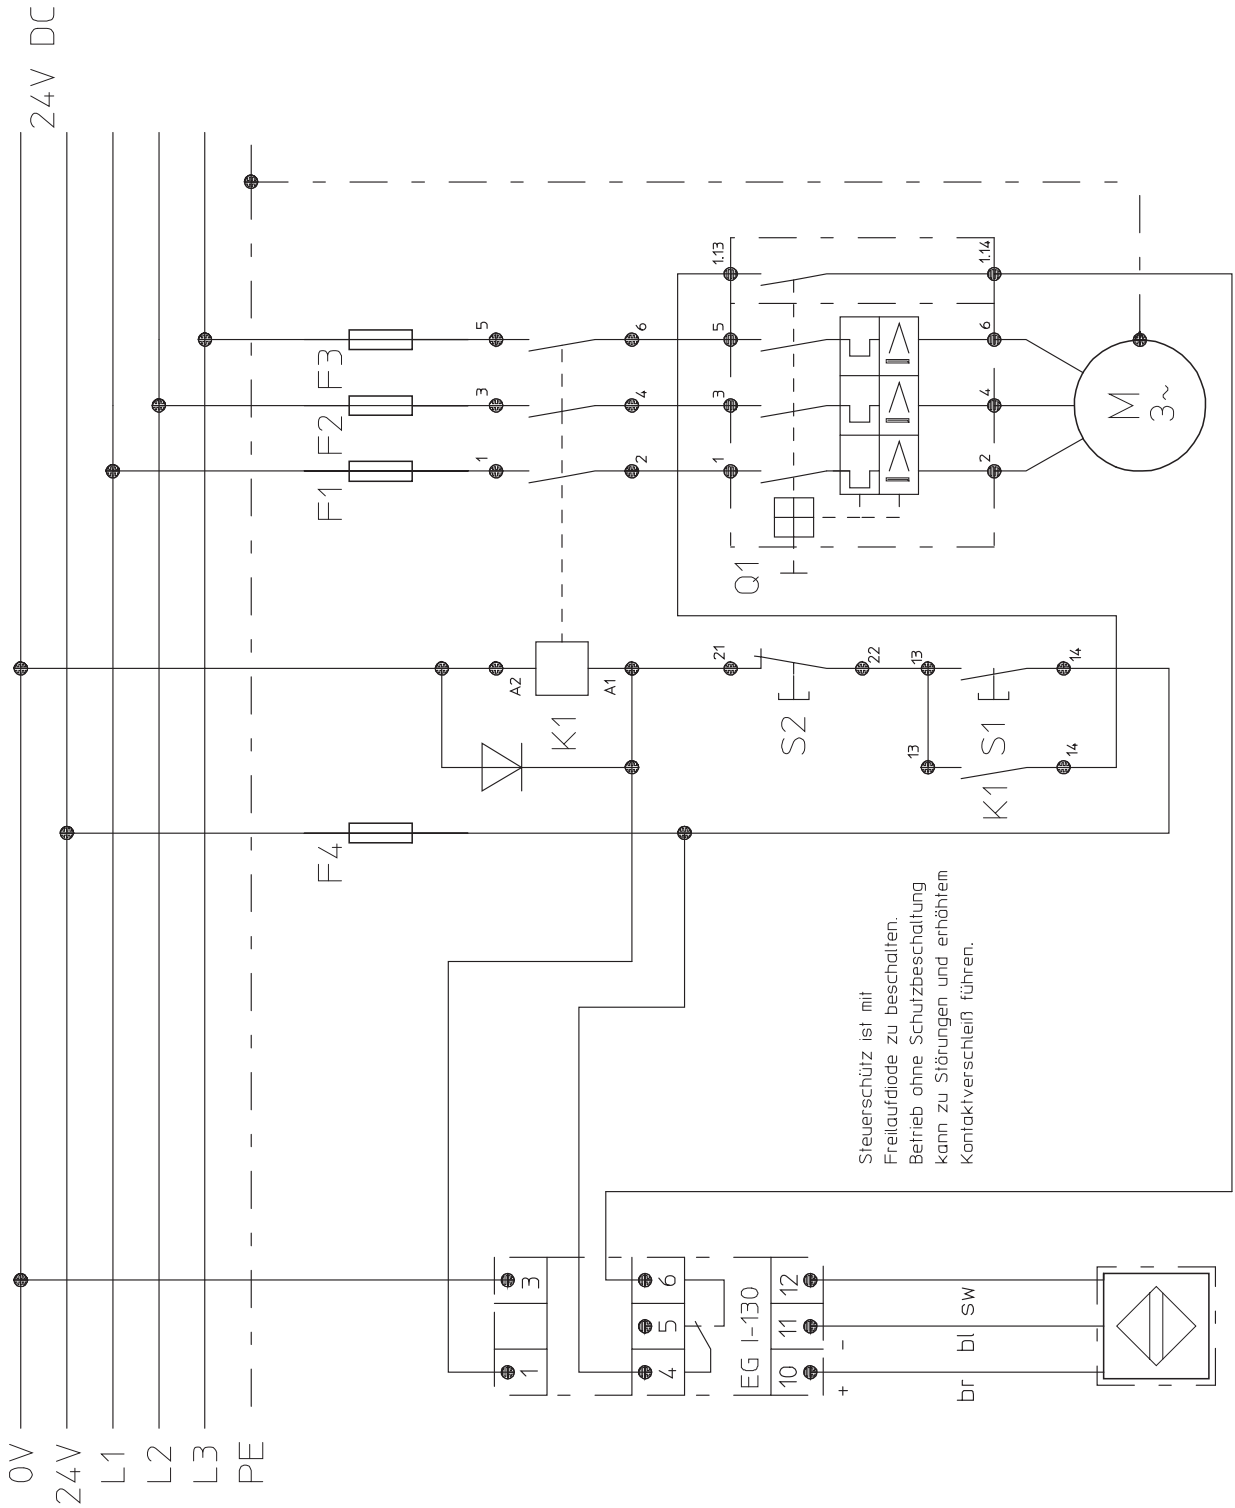 24V DC
0V
24V
L1
L2
L3
PE
F1
F2
F3
F4
1
3
5
2
4
6
K1
A2
A1
S2
21
22
S1
13
14
K1
13
14
Q1
1
3
5
1.13
2
4
6
1.14
M
3~
Steuerschütz ist mit
Freilaufdiode zu beschalten.
Betrieb ohne Schutzbeschaltung
kann zu Störungen und erhöhtem
Kontaktverschleiß führen.
1
3
4
5
6
EG I-130
10
11
12
+
-
br
bl
sw